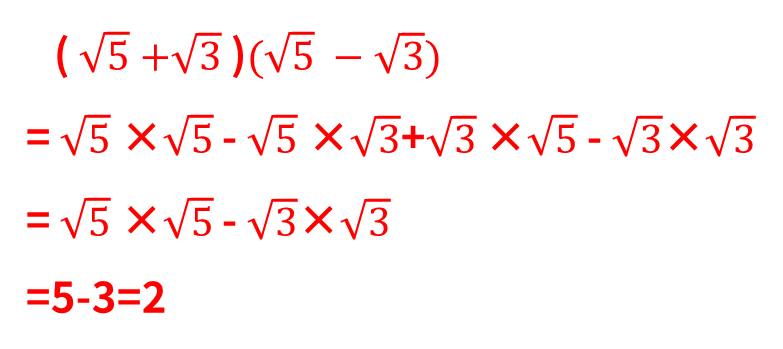 (√5+√3)(√5 − √3)
=√5 ×√5 - √5 ×√3+√3 ×√5 - √3×√3
=√5 ×√5 - √3×√3
=5-3=2